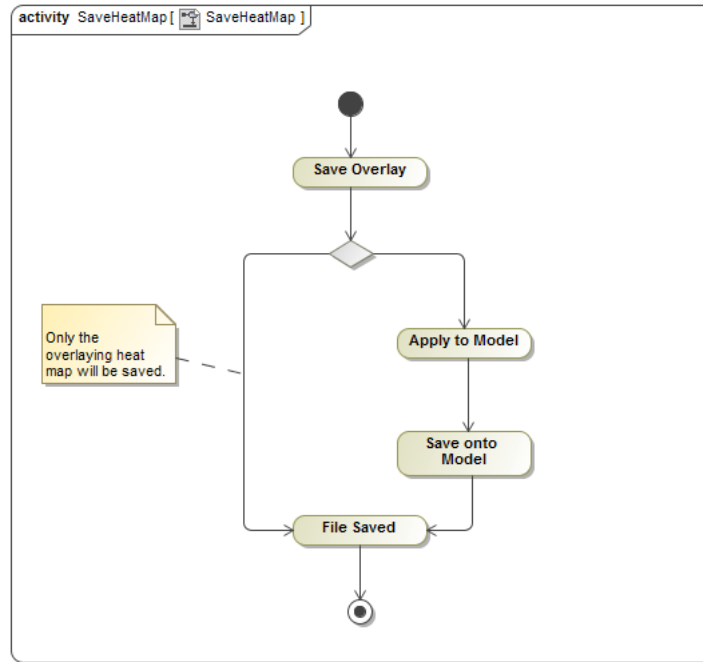 activity SaveHeatMap [ SaveHeatMap ]
Save Overlay
Only the
overlaying heat
map will be saved.
Apply to Model
Save onto
Model
File Saved